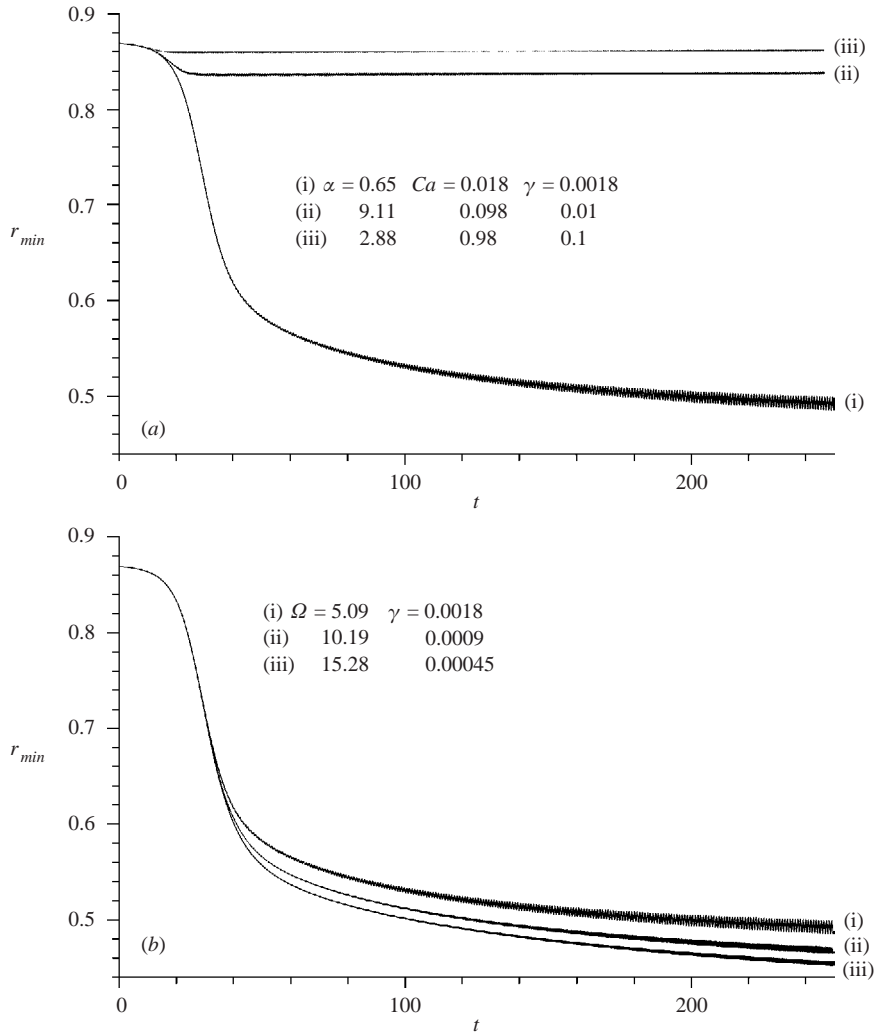 0.9
(iii)
(ii)
0.8
(i) α = 0.65 Ca = 0.018 γ = 0.0018
(ii) 9.11 0.098 0.01
0.7
(iii) 2.88 0.98 0.1
r_min
0.6
0.5
(i)
(a)
0 100 200
t
0.9
(i) Ω = 5.09 γ = 0.0018
0.8
(ii) 10.19 0.0009
(iii) 15.28 0.00045
0.7
r_min
0.6
0.5
(i)
(b)
(ii)
(iii)
0 100 200
t